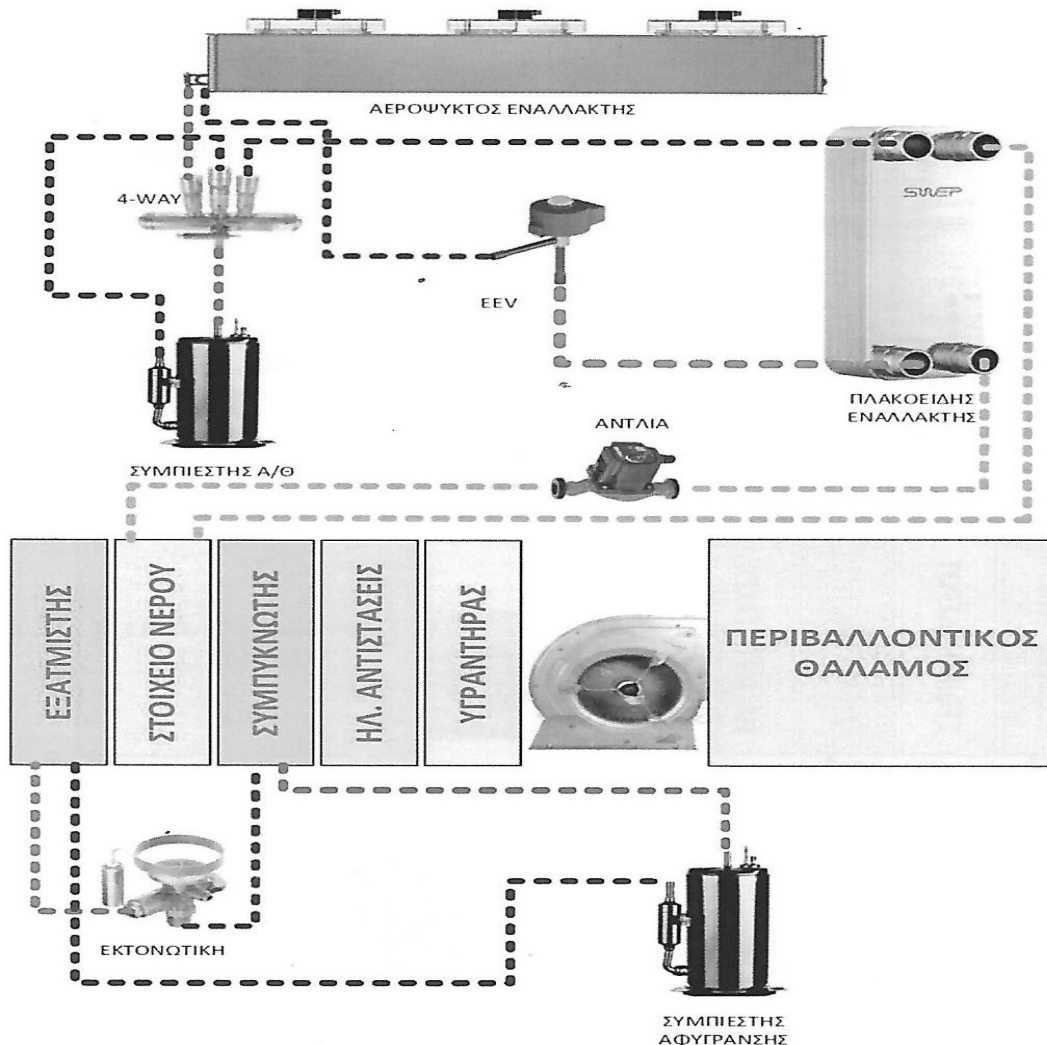 ΑΕΡΟΨΥΚΤΟΣ ΕΝΑΛΛΑΚΤΗΣ
4-WAY
SWEP
EEV
ΠΛΑΚΟΕΙΔΗΣ
ΕΝΑΛΛΑΚΤΗΣ
ΑΝΤΛΙΑ
ΣΥΜΠΙΕΣΤΗΣ Α/Θ
ΕΞΑΤΜΙΣΤΗΣ
ΣΤΟΙΧΕΙΟ ΝΕΡΟΥ
ΣΥΜΠΥΚΝΩΤΗΣ
ΗΛ. ΑΝΤΙΣΤΑΣΕΙΣ
ΥΓΡΑΝΤΗΡΑΣ
ΠΕΡΙΒΑΛΛΟΝΤΙΚΟΣ
ΘΑΛΑΜΟΣ
ΕΚΤΟΝΩΤΙΚΗ
ΣΥΜΠΙΕΣΤΗΣ
ΑΦΥΓΡΑΝΣΗΣ